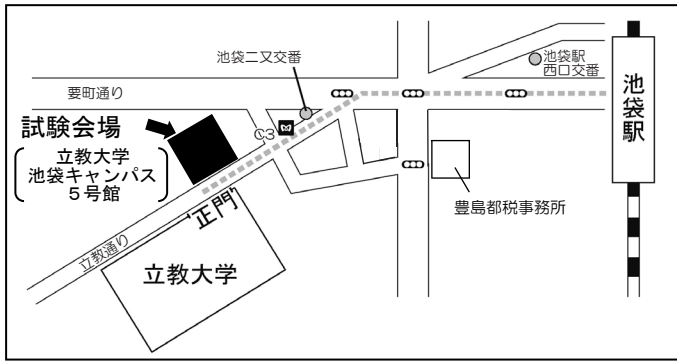 池袋二又交番
池袋駅
西口交番
要町通り
池袋駅
試験会場
C3
立教大学
池袋キャンパス
5号館
正門
豊島都税事務所
立教通り
立教大学